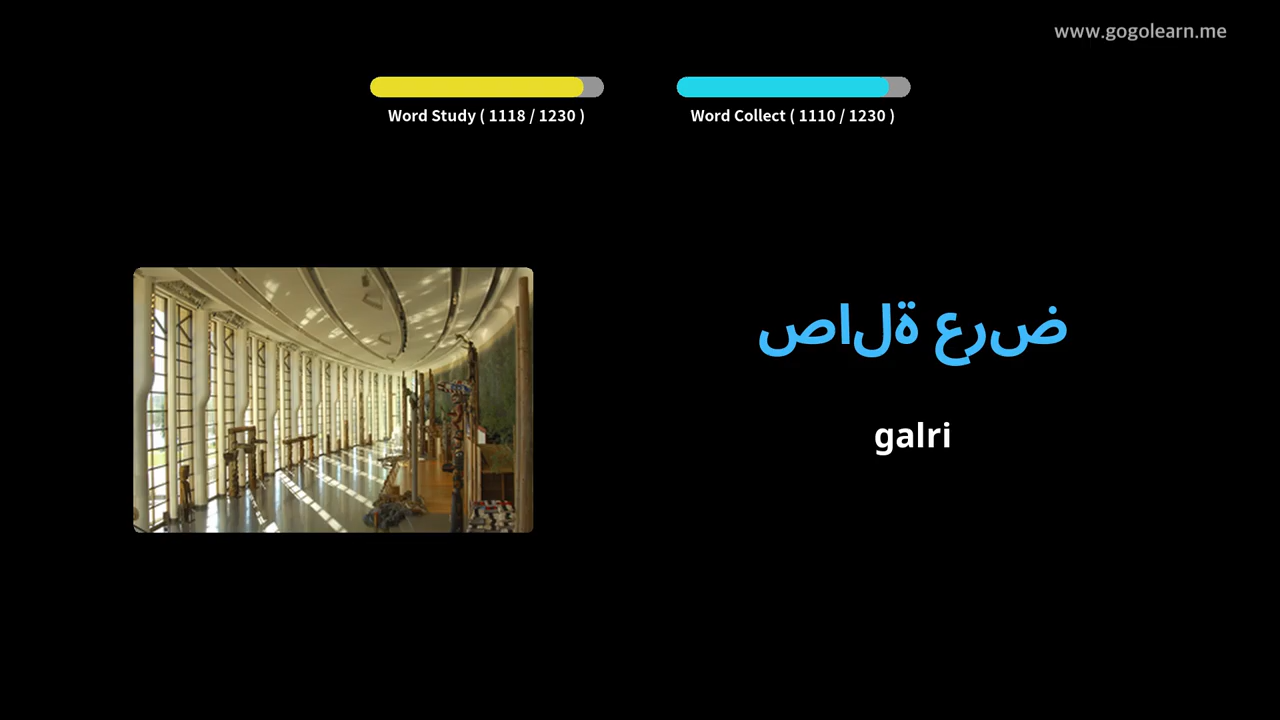 www.gogolearn.me
Word Study ( 1118 / 1230 )
Word Collect ( 1110 / 1230 )
صالة عرض
galri